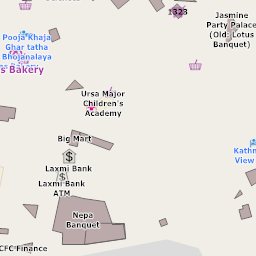 1323
Jasmine
Party Palace
(Old: Lotus
Banquet)
Pooja Khaja
Ghar tatha
Bhojanalaya
s Bakery
Ursa Major
Children's
Academy
Big Mart
Kathm
View
Laxmi Bank
Laxmi Bank
ATM
Nepa
Banquet
CFC Finance